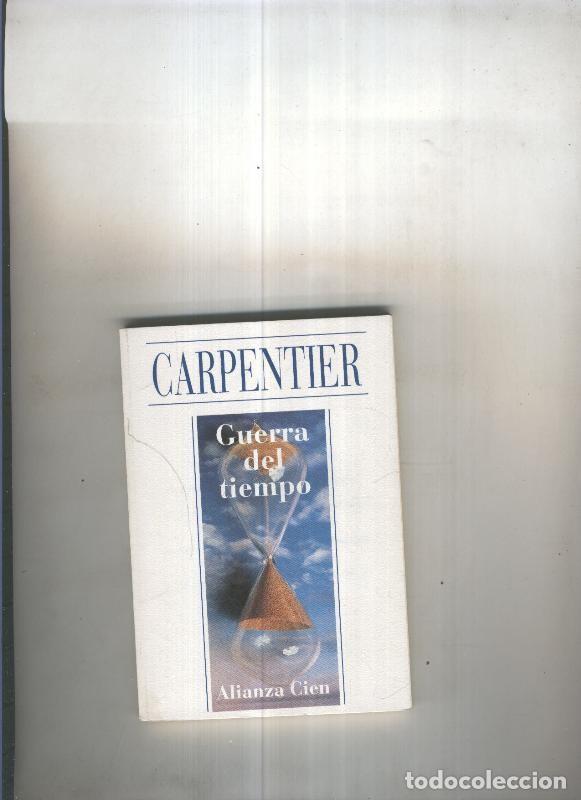 CARPENTIER
Guerra
del
tiempo
Alianza Cien
todocoleccion